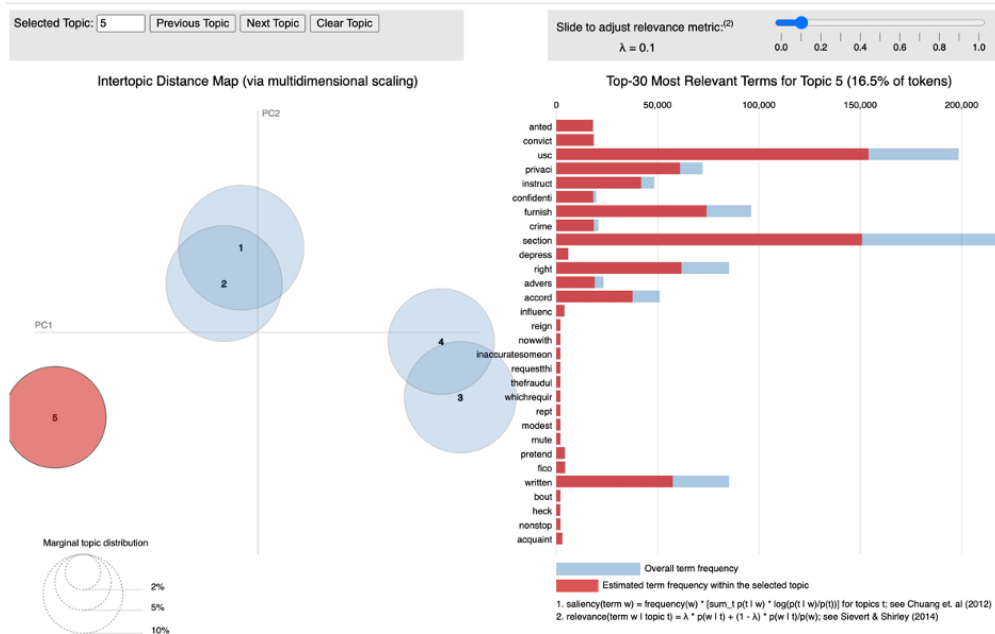 Selected Topic: 5 Previous Topic Next Topic Clear Topic
Slide to adjust relevance metric:(2)
λ = 0.1
0.0 0.2 0.4 0.6 0.8 1.0
Intertopic Distance Map (via multidimensional scaling)
PC2
PC1
1
2
4
3
5
Marginal topic distribution
2%
5%
10%
Top-30 Most Relevant Terms for Topic 5 (16.5% of tokens)
0 50,000 100,000 150,000 200,000
anted
convict
usc
privaci
instruct
confidenti
furnish
crime
section
depress
right
advers
accord
influenc
reign
nowwith
inaccuratesomeon
requestthi
thefraudul
whichrequir
rept
modest
mute
pretend
fico
written
bout
heck
nonstop
acquaint
Overall term frequency
Estimated term frequency within the selected topic
1. saliency(term w) = frequency(w) * [sum_t p(t | w) * log(p(t | w)/p(t))] for topics t; see Chuang et. al (2012)
2. relevance(term w | topic t) = λ * p(w | t) + (1 - λ) * p(w | t)/p(w); see Sievert & Shirley (2014)